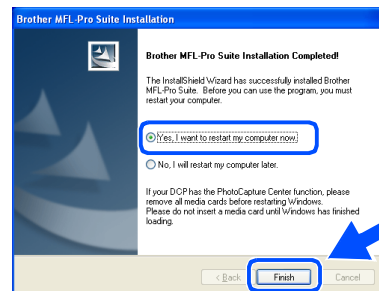 Brother MFL-Pro Suite Installation
Brother MFL-Pro Suite Installation Completed!
The InstallShield Wizard has successfully installed Brother
MFL-Pro Suite. Before you can use the program, you must
restart your computer.
Yes, I want to restart my computer now.
No, I will restart my computer later.
If your DCP has the PhotoCapture Center function, please
remove all media cards before restarting Windows.
Please do not insert a media card until Windows has finished
loading.
< Back Finish Cancel